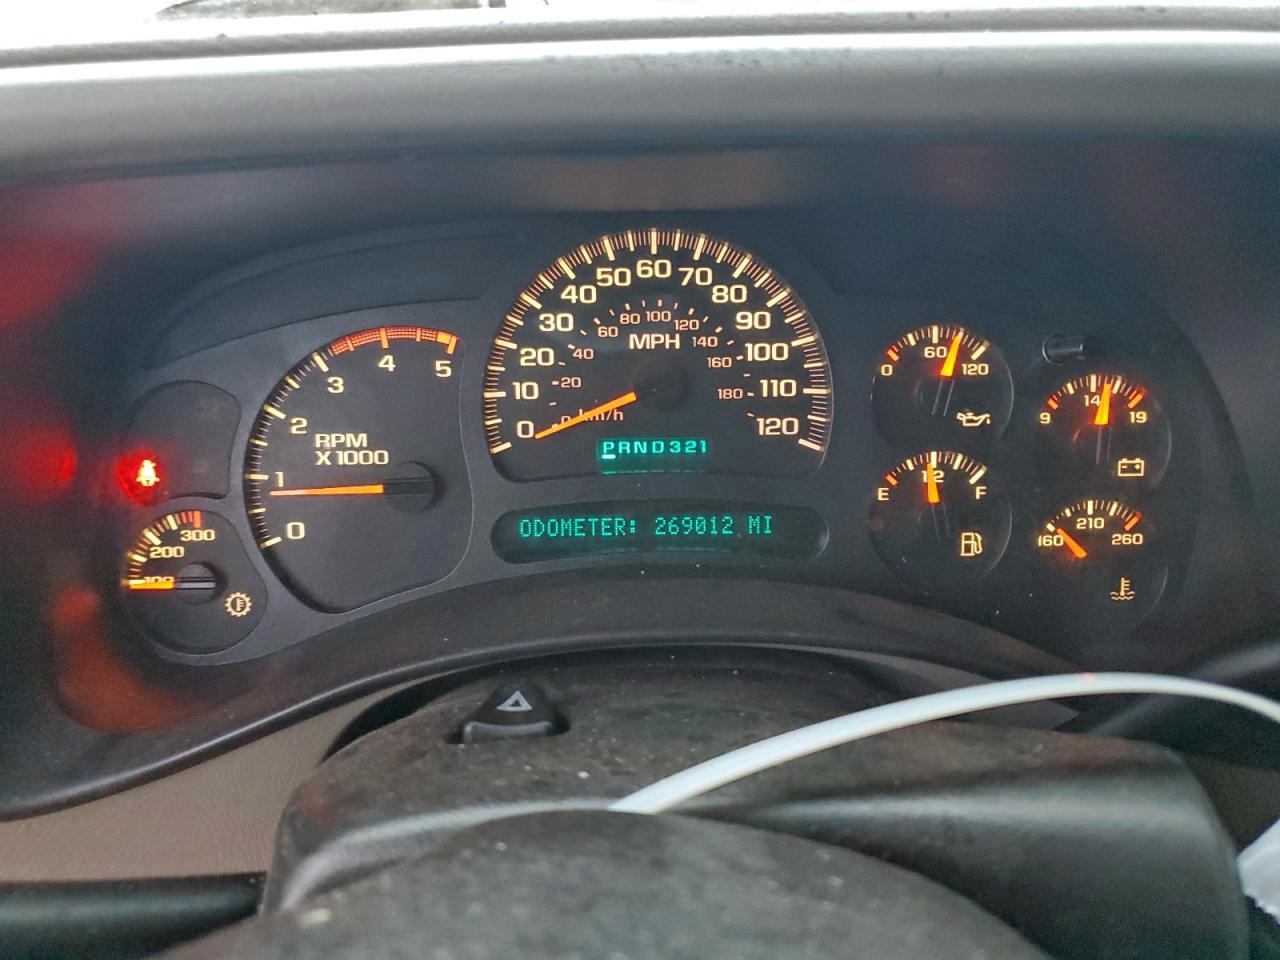 0 10 20 30 40 50 60 70 80 90 100 110 120
MPH
20 40 60 80 100 120 140 160 180
km/h
PRND321
ODOMETER: 269012 MI
0 1 2 3 4 5
RPM
X1000
100 200 300
0 60 120
9 14 19
E 1/2 F
160 210 260